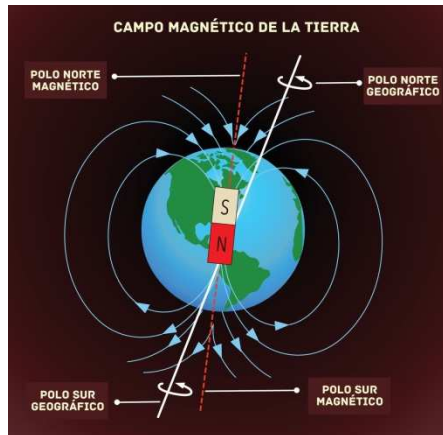 CAMPO MAGNÉTICO DE LA TIERRA
POLO NORTE
MAGNÉTICO
POLO NORTE
GEOGRÁFICO
S
N
POLO SUR
GEOGRÁFICO
POLO SUR
MAGNÉTICO